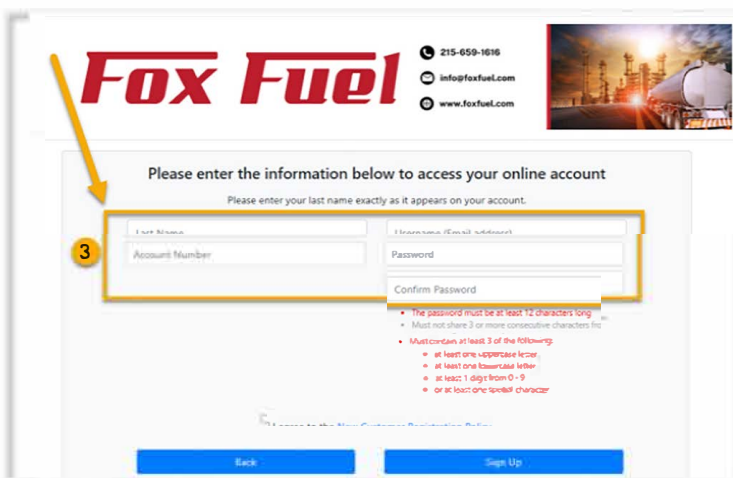 Fox Fuel
215-659-1616
info@foxfuel.com
www.foxfuel.com
Please enter the information below to access your online account
Please enter your last name exactly as it appears on your account.
Last Name
Username (Email address)
3
Account Number
Password
Confirm Password
The password must be at least 12 characters long
Must not share 3 or more consecutive characters
Must contain at least 3 of the following:
at least one uppercase letter
at least one lowercase letter
at least 1 digit from 0 - 9
or at least one special character
I agree to the New Customer Registration Policy
Back
Sign Up